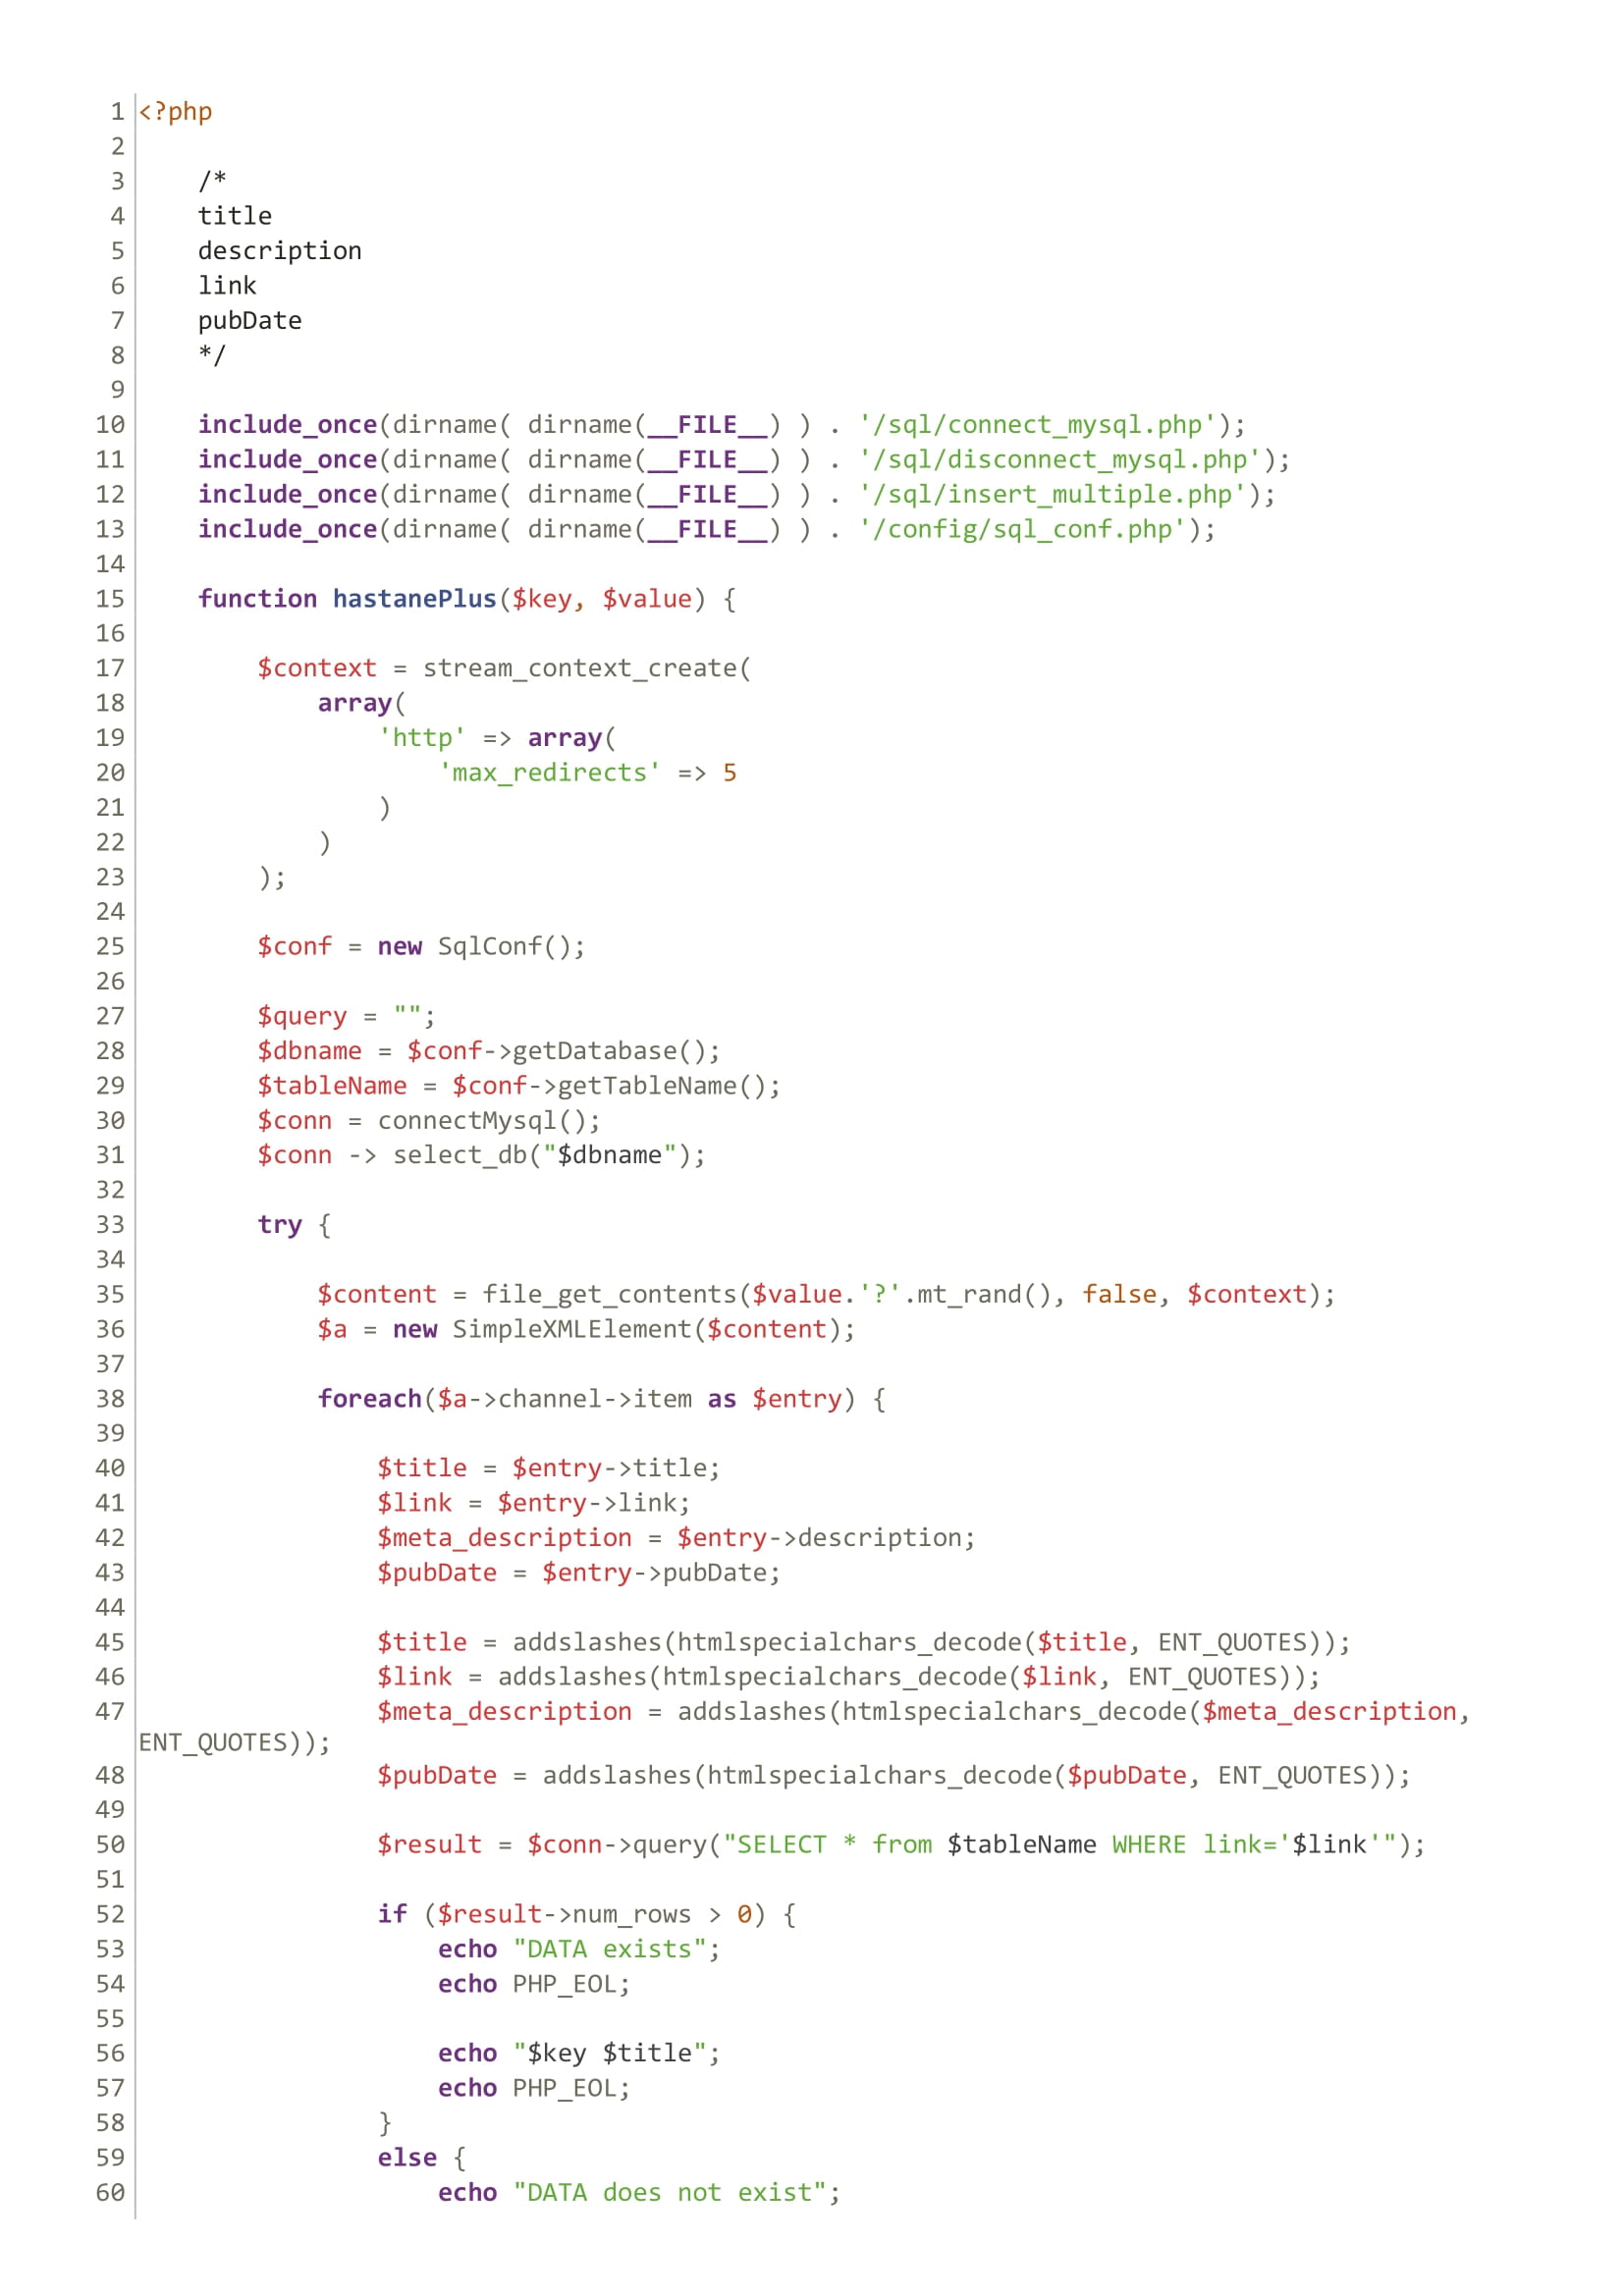 1 <?php
2
3     /*
4     title
5     description
6     link
7     pubDate
8     */
9
10     include_once(dirname( dirname(__FILE__) ) . '/sql/connect_mysql.php');
11     include_once(dirname( dirname(__FILE__) ) . '/sql/disconnect_mysql.php');
12     include_once(dirname( dirname(__FILE__) ) . '/sql/insert_multiple.php');
13     include_once(dirname( dirname(__FILE__) ) . '/config/sql_conf.php');
14
15     function hastanePlus($key, $value) {
16
17         $context = stream_context_create(
18             array(
19                 'http' => array(
20                     'max_redirects' => 5
21                 )
22             )
23         );
24
25         $conf = new SqlConf();
26
27         $query = "";
28         $dbname = $conf->getDatabase();
29         $tableName = $conf->getTableName();
30         $conn = connectMysql();
31         $conn -> select_db("$dbname");
32
33         try {
34
35             $content = file_get_contents($value.'?'.mt_rand(), false, $context);
36             $a = new SimpleXMLElement($content);
37
38             foreach($a->channel->item as $entry) {
39
40                 $title = $entry->title;
41                 $link = $entry->link;
42                 $meta_description = $entry->description;
43                 $pubDate = $entry->pubDate;
44
45                 $title = addslashes(htmlspecialchars_decode($title, ENT_QUOTES));
46                 $link = addslashes(htmlspecialchars_decode($link, ENT_QUOTES));
47                 $meta_description = addslashes(htmlspecialchars_decode($meta_description,
ENT_QUOTES));
48                 $pubDate = addslashes(htmlspecialchars_decode($pubDate, ENT_QUOTES));
49
50                 $result = $conn->query("SELECT * from $tableName WHERE link='$link'");
51
52                 if ($result->num_rows > 0) {
53                     echo "DATA exists";
54                     echo PHP_EOL;
55
56                     echo "$key $title";
57                     echo PHP_EOL;
58                 }
59                 else {
60                     echo "DATA does not exist";